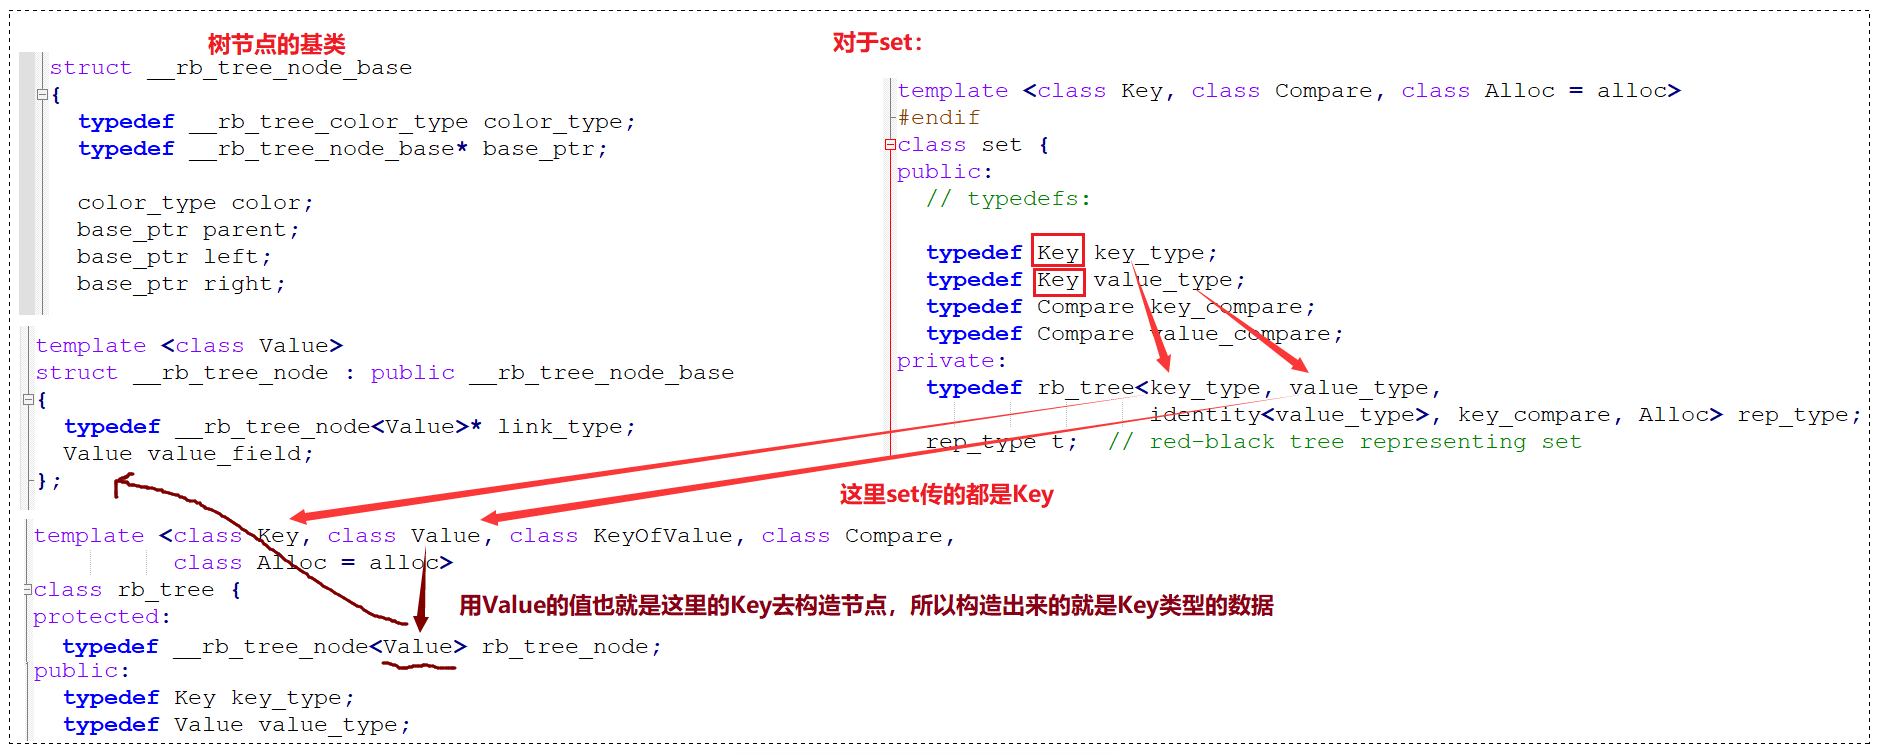 树节点的基类
struct __rb_tree_node_base
{
typedef __rb_tree_color_type color_type;
typedef __rb_tree_node_base* base_ptr;
color_type color;
base_ptr parent;
base_ptr left;
base_ptr right;
template <class Value>
struct __rb_tree_node : public __rb_tree_node_base
{
typedef __rb_tree_node<Value>* link_type;
Value value_field;
};
template <class Key, class Value, class KeyOfValue, class Compare,
class Alloc = alloc>
class rb_tree {
protected:
typedef __rb_tree_node<Value> rb_tree_node;
public:
typedef Key key_type;
typedef Value value_type;
对于set：
template <class Key, class Compare, class Alloc = alloc>
#endif
class set {
public:
// typedefs:
typedef Key key_type;
typedef Key value_type;
typedef Compare key_compare;
typedef Compare value_compare;
private:
typedef rb_tree<key_type, value_type,
identity<value_type>, key_compare, Alloc> rep_type;
rep_type t;  // red-black tree representing set
这里set传的都是Key
用Value的值也就是这里的Key去构造节点，所以构造出来的就是Key类型的数据